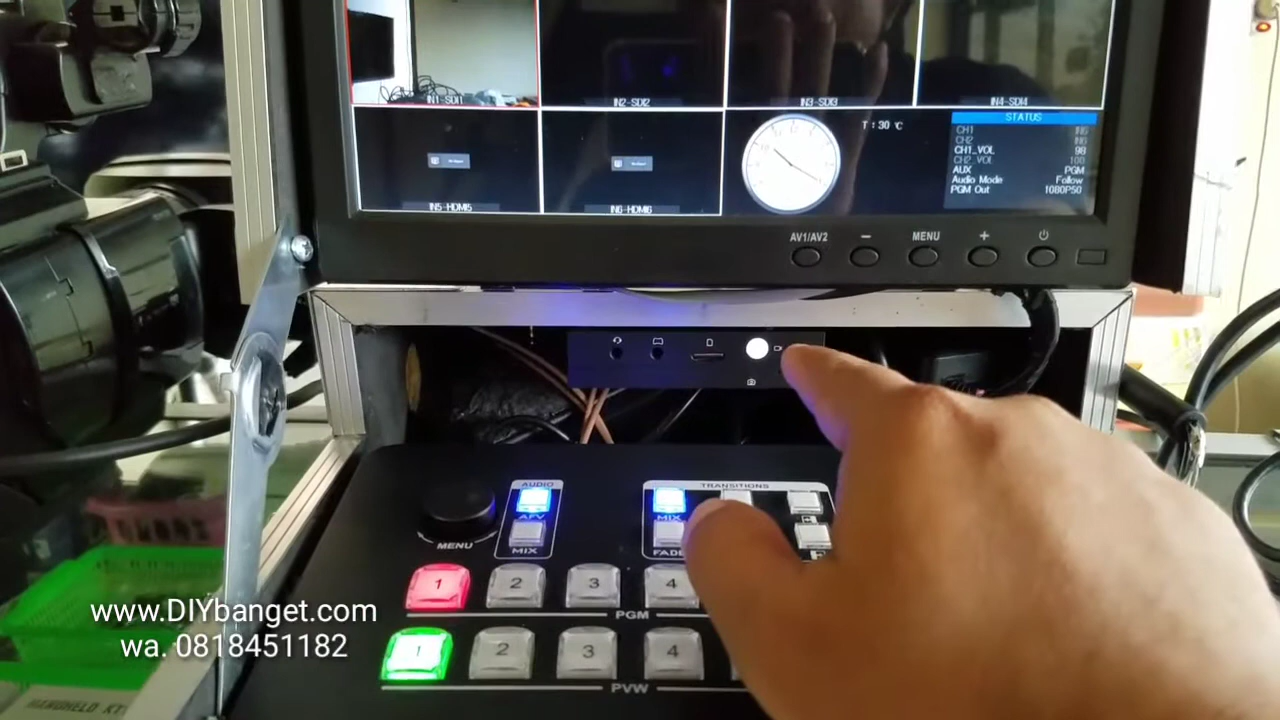 IN1-SDI1
IN2-SDI2
IN3-SDI3
IN4-SDI4
IN5-HDMI5
IN6-HDMI6
T : 30 ℃
STATUS
CH1
CH2
CH1_VOL 98
CH2_VOL 100
AUX PGM
Audio Mode Follow
PGM Out 1080P50
AV1/AV2 − MENU +
AUDIO
AFV
MIX
MENU
TRANSITIONS
MIX
FADE
1 2 3 4
PGM
1 2 3 4
PVW
www.DIYbanget.com
wa. 0818451182